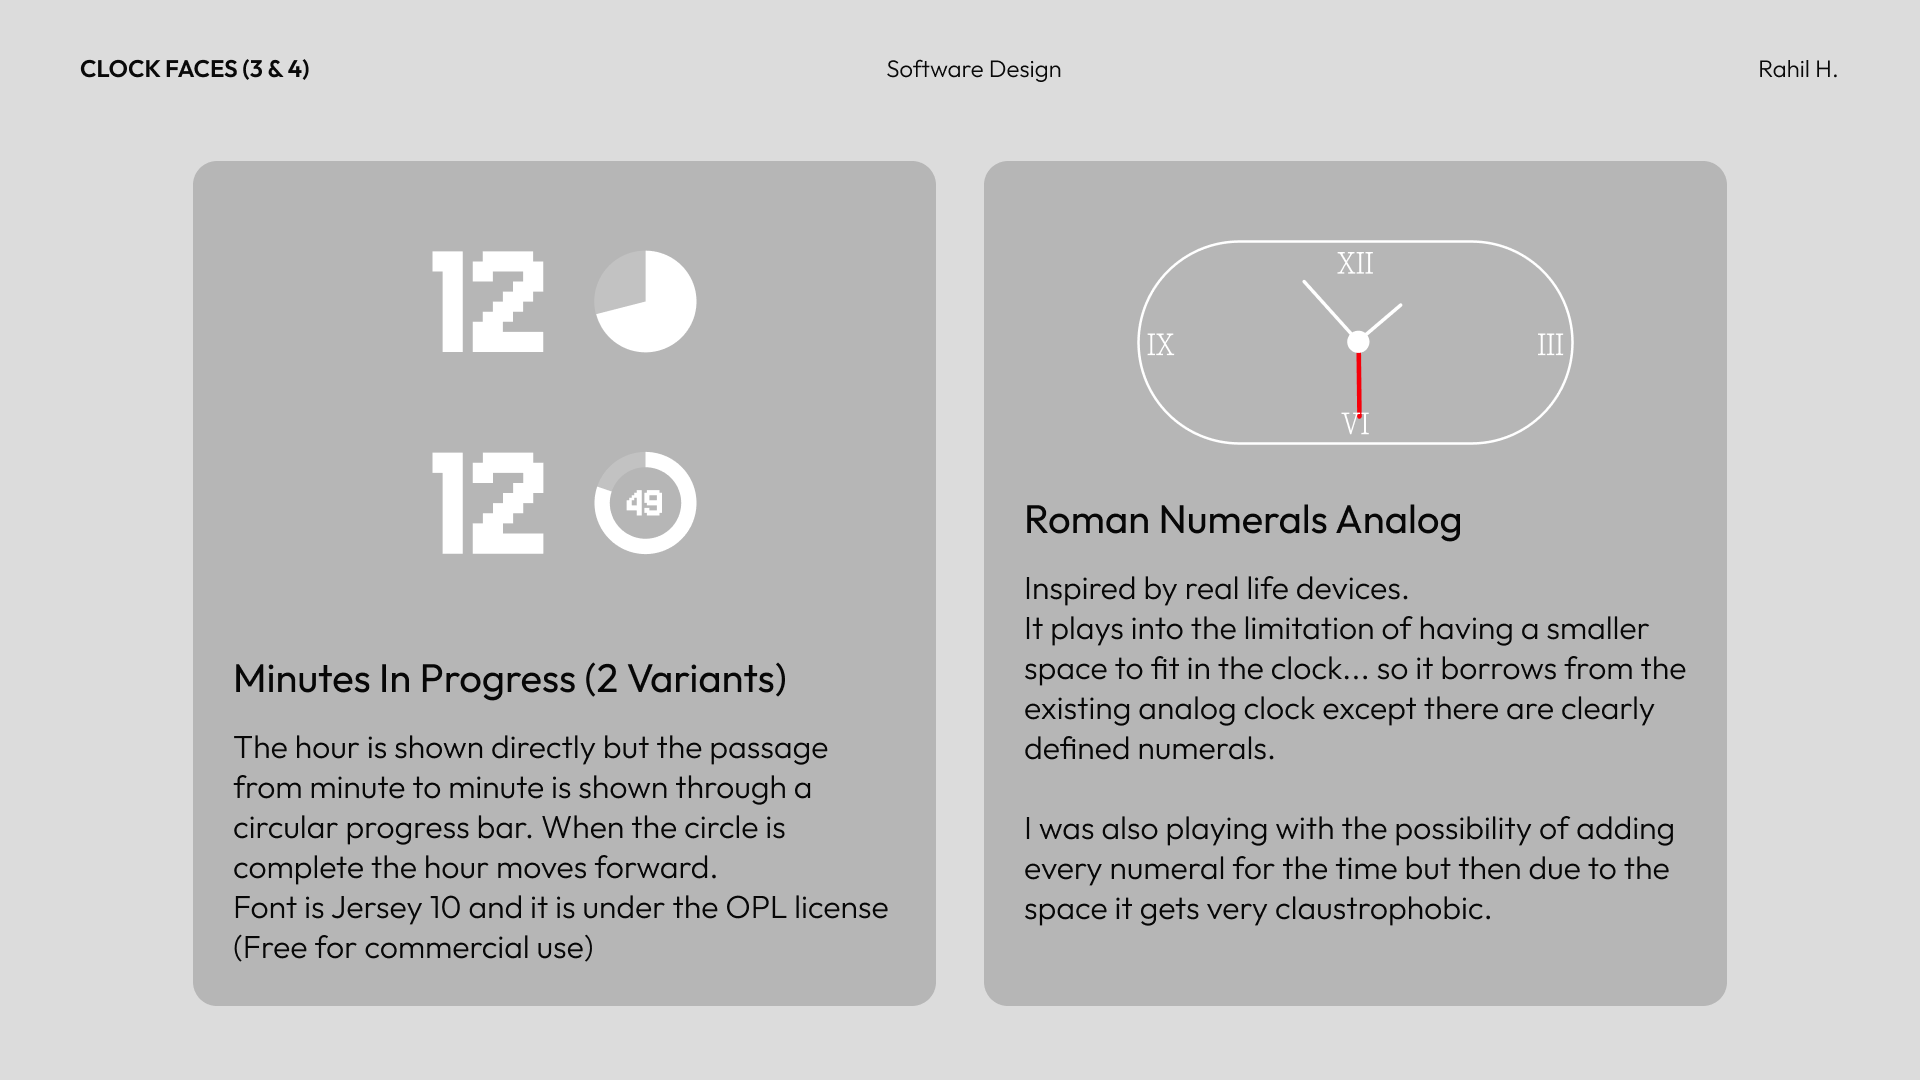 CLOCK FACES (3 & 4)
Software Design
Rahil H.
12
12
49
Minutes In Progress (2 Variants)
The hour is shown directly but the passage
from minute to minute is shown through a
circular progress bar. When the circle is
complete the hour moves forward.
Font is Jersey 10 and it is under the OPL license
(Free for commercial use)
XII
IX
III
VI
Roman Numerals Analog
Inspired by real life devices.
It plays into the limitation of having a smaller
space to fit in the clock... so it borrows from the
existing analog clock except there are clearly
defined numerals.
I was also playing with the possibility of adding
every numeral for the time but then due to the
space it gets very claustrophobic.